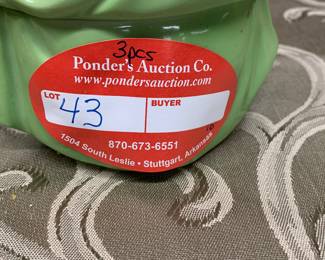 3pcs
Ponder's Auction Co.
www.pondersauction.com
LOT BUYER
43
870-673-6551
1504 South Leslie • Stuttgart, Arkansas